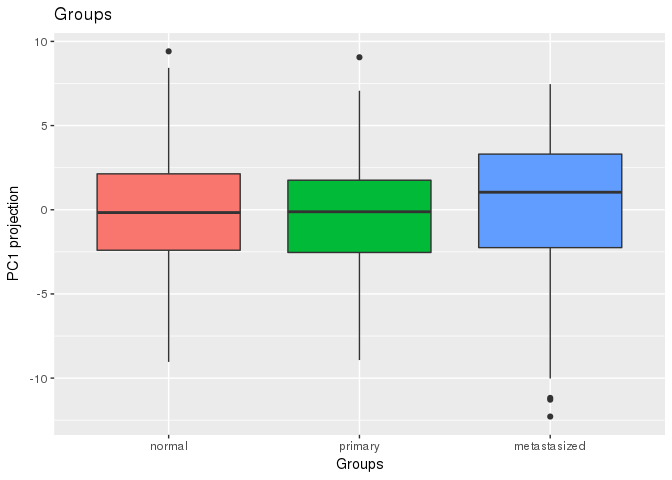 Groups
10
5
0
-5
-10
PC1 projection
normal
primary
metastasized
Groups